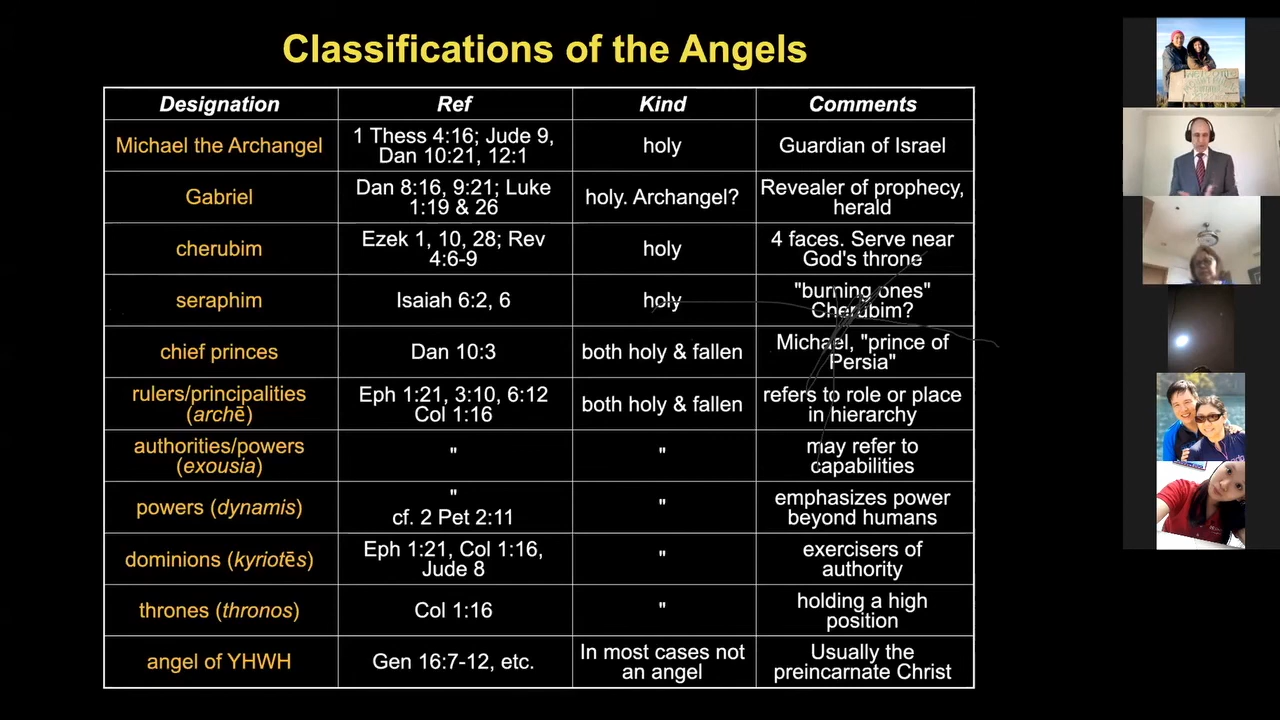 Classifications of the Angels
Designation Ref Kind Comments
Michael the Archangel 1 Thess 4:16; Jude 9, Dan 10:21, 12:1 holy Guardian of Israel
Gabriel Dan 8:16, 9:21; Luke 1:19 & 26 holy. Archangel? Revealer of prophecy, herald
cherubim Ezek 1, 10, 28; Rev 4:6-9 holy 4 faces. Serve near God's throne
seraphim Isaiah 6:2, 6 holy "burning ones" Cherubim?
chief princes Dan 10:3 both holy & fallen Michael, "prince of Persia"
rulers/principalities (archē) Eph 1:21, 3:10, 6:12 Col 1:16 both holy & fallen refers to role or place in hierarchy
authorities/powers (exousia) " " may refer to capabilities
powers (dynamis) " cf. 2 Pet 2:11 " emphasizes power beyond humans
dominions (kyriotēs) Eph 1:21, Col 1:16, Jude 8 " exercisers of authority
thrones (thronos) Col 1:16 " holding a high position
angel of YHWH Gen 16:7-12, etc. In most cases not an angel Usually the preincarnate Christ